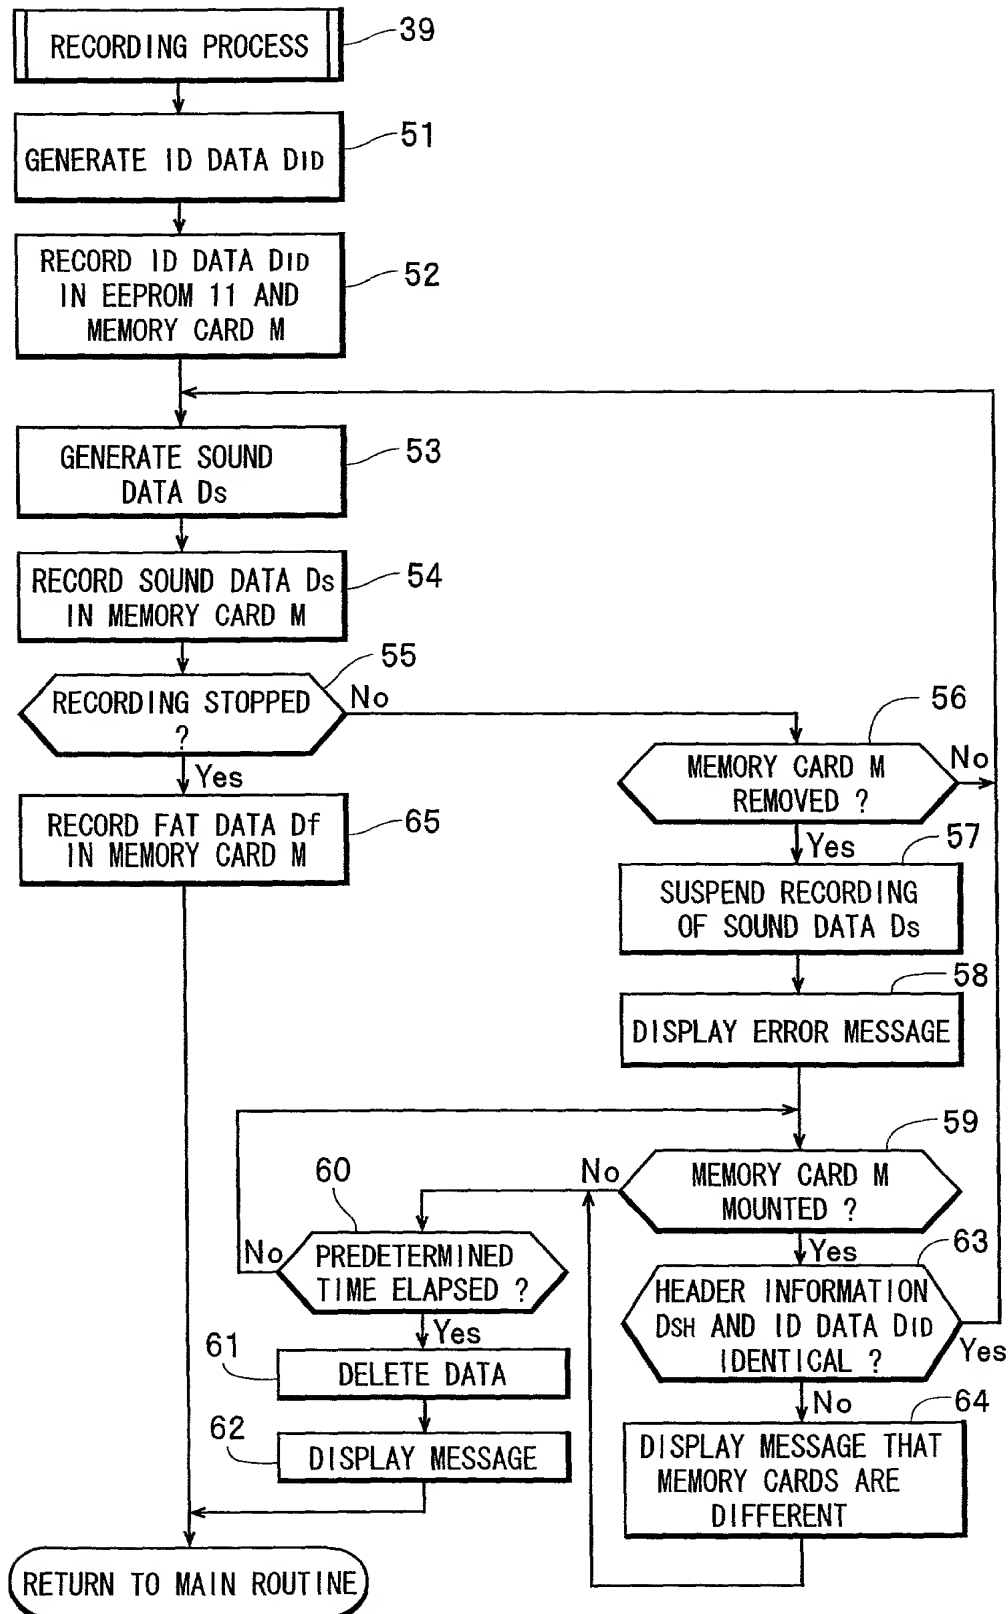 RECORDING PROCESS
39
GENERATE ID DATA DID
51
RECORD ID DATA DID
IN EEPROM 11 AND
MEMORY CARD M
52
GENERATE SOUND
DATA Ds
53
RECORD SOUND DATA Ds
IN MEMORY CARD M
54
RECORDING STOPPED
?
55
No
Yes
RECORD FAT DATA Df
IN MEMORY CARD M
65
MEMORY CARD M
REMOVED ?
56
No
Yes
SUSPEND RECORDING
OF SOUND DATA Ds
57
DISPLAY ERROR MESSAGE
58
MEMORY CARD M
MOUNTED ?
59
No
Yes
PREDETERMINED
TIME ELAPSED ?
60
No
Yes
DELETE DATA
61
DISPLAY MESSAGE
62
HEADER INFORMATION
DSH AND ID DATA DID
IDENTICAL ?
63
Yes
No
DISPLAY MESSAGE THAT
MEMORY CARDS ARE
DIFFERENT
64
RETURN TO MAIN ROUTINE